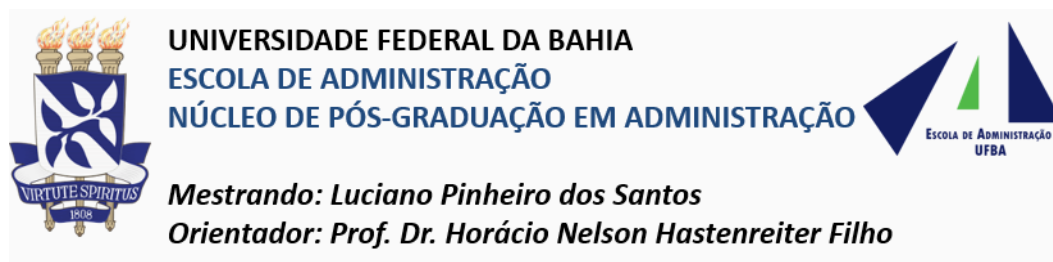 UNIVERSIDADE FEDERAL DA BAHIA
ESCOLA DE ADMINISTRAÇÃO
NÚCLEO DE PÓS-GRADUAÇÃO EM ADMINISTRAÇÃO
Mestrando: Luciano Pinheiro dos Santos
Orientador: Prof. Dr. Horácio Nelson Hastenreiter Filho
VIRTUTE SPIRITUS
1808
ESCOLA DE ADMINISTRAÇÃO
UFBA